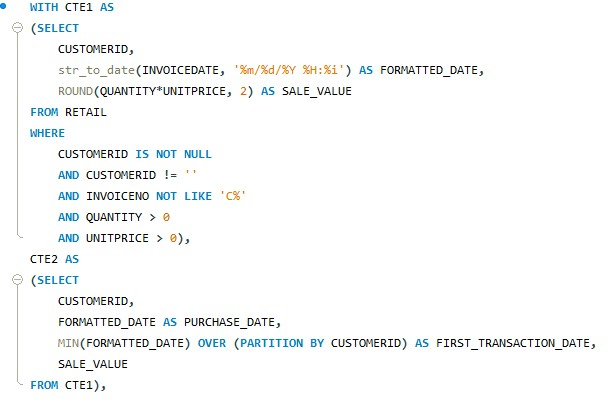 WITH CTE1 AS
(SELECT
CUSTOMERID,
str_to_date(INVOICEDATE, '%m/%d/%Y %H:%i') AS FORMATTED_DATE,
ROUND(QUANTITY*UNITPRICE, 2) AS SALE_VALUE
FROM RETAIL
WHERE
CUSTOMERID IS NOT NULL
AND CUSTOMERID != ''
AND INVOICENO NOT LIKE 'C%'
AND QUANTITY > 0
AND UNITPRICE > 0),
CTE2 AS
(SELECT
CUSTOMERID,
FORMATTED_DATE AS PURCHASE_DATE,
MIN(FORMATTED_DATE) OVER (PARTITION BY CUSTOMERID) AS FIRST_TRANSACTION_DATE,
SALE_VALUE
FROM CTE1),